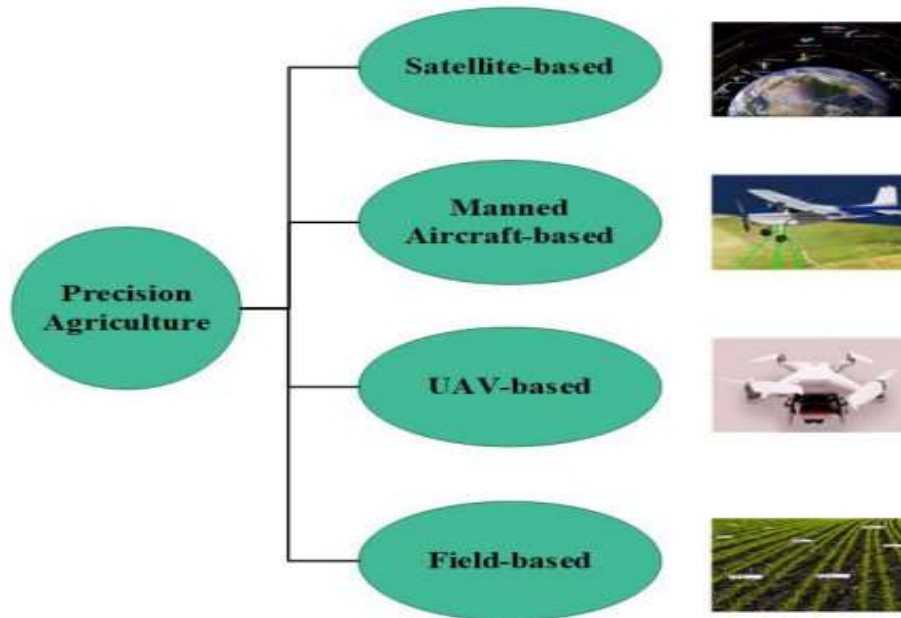 Satellite-based
Manned
Aircraft-based
Precision
Agriculture
UAV-based
Field-based